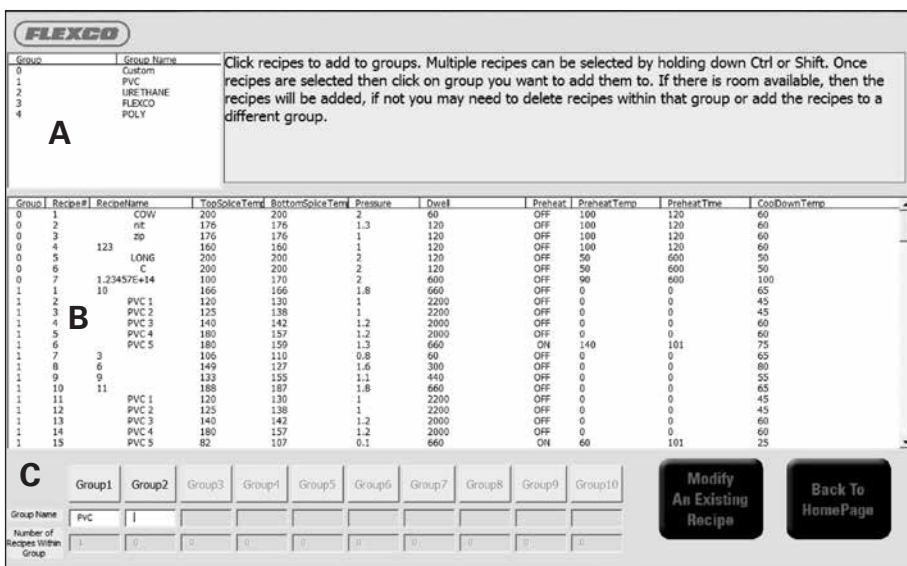 FLEXCO
Group Group Name
0 Custom
1 PVC
2 URETHANE
3 FLEXCO
4 POLY
A
Click recipes to add to groups. Multiple recipes can be selected by holding down Ctrl or Shift. Once
recipes are selected then click on group you want to add them to. If there is room available, then the
recipes will be added, if not you may need to delete recipes within that group or add the recipes to a
different group.
Group Recipe# RecipeName TopSpliceTemp BottomSpliceTemp Pressure Dwell Preheat PreheatTemp PreheatTime CoolDownTemp
0 1 COW 200 200 2 60 OFF 100 120 60
0 2 nit 176 176 1.3 120 OFF 100 120 60
0 3 zip 176 176 1 120 OFF 100 120 60
0 4 123 160 160 1 120 OFF 100 120 60
0 5 LONG 200 200 2 120 OFF 50 600 50
0 6 C 200 200 2 120 OFF 50 600 50
0 7 1.23457E+14 100 170 2 600 OFF 90 600 100
1 1 10 166 166 1.8 660 OFF 0 0 65
1 2 PVC 1 120 130 1 2200 OFF 0 0 45
1 3 PVC 2 125 138 1 2200 OFF 0 0 45
1 4 PVC 3 140 142 1.2 2000 OFF 0 0 60
1 5 PVC 4 180 157 1.2 2000 OFF 0 0 60
1 6 PVC 5 180 159 1.3 660 ON 140 101 75
1 7 3 106 110 0.8 60 OFF 0 0 65
1 8 6 149 127 1.6 300 OFF 0 0 80
1 9 9 133 155 1.1 440 OFF 0 0 55
1 10 11 188 187 1.8 660 OFF 0 0 65
1 11 PVC 1 120 130 1 2200 OFF 0 0 45
1 12 PVC 2 125 138 1 2200 OFF 0 0 45
1 13 PVC 3 140 142 1.2 2000 OFF 0 0 60
1 14 PVC 4 180 157 1.2 2000 OFF 0 0 60
1 15 PVC 5 82 107 0.1 660 ON 60 101 25
B
C
Group1 Group2 Group3 Group4 Group5 Group6 Group7 Group8 Group9 Group10
Group Name PVC
Number of
Recipes Within
Group
1 0 0 0 0 0 0 0 0 0
Modify
An Existing
Recipe
Back To
HomePage